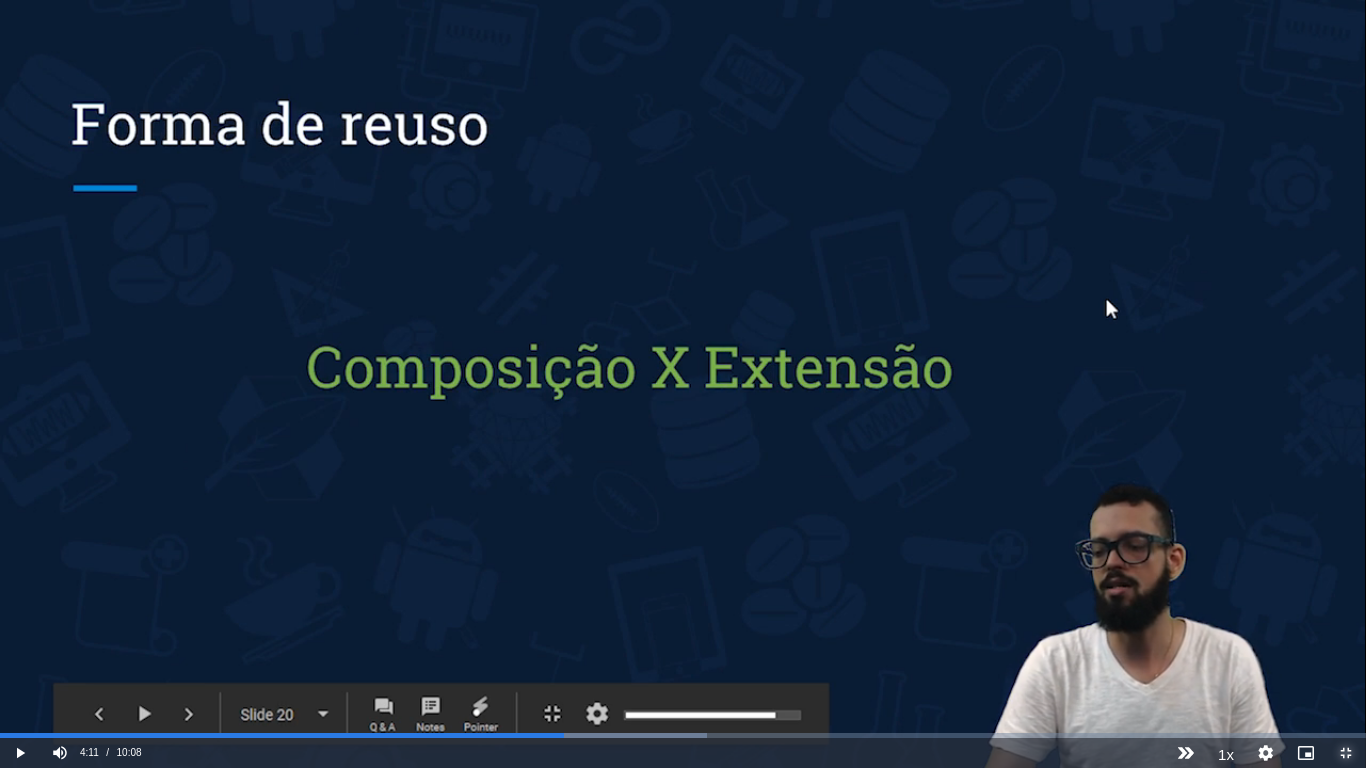 Forma de reuso
Composição X Extensão
Slide 20
Q & A
Notes
Pointer
4:11 / 10:08
1x